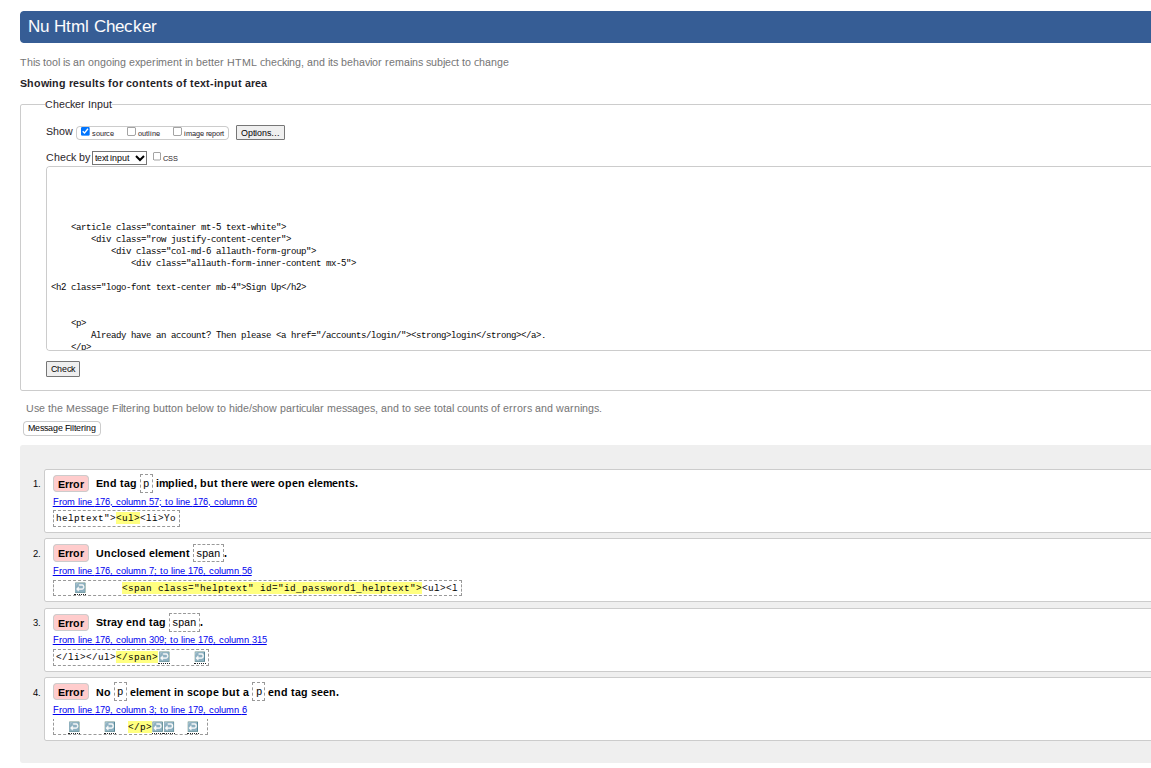 Nu Html Checker
This tool is an ongoing experiment in better HTML checking, and its behavior remains subject to change
Showing results for contents of text-input area
Checker Input
Show source outline image report Options...
Check by text input CSS
<article class="container mt-5 text-white">
<div class="row justify-content-center">
<div class="col-md-6 allauth-form-group">
<div class="allauth-form-inner-content mx-5">
<h2 class="logo-font text-center mb-4">Sign Up</h2>
<p>
Already have an account? Then please <a href="/accounts/login/"><strong>login</strong></a>.
</p>
Check
Use the Message Filtering button below to hide/show particular messages, and to see total counts of errors and warnings.
Message Filtering
1. Error End tag p implied, but there were open elements.
From line 176, column 57; to line 176, column 60
helptext"><ul><li>Yo
2. Error Unclosed element span.
From line 176, column 7; to line 176, column 56
<span class="helptext" id="id_password1_helptext"><ul><l
3. Error Stray end tag span.
From line 176, column 309; to line 176, column 315
</li></ul></span>
4. Error No p element in scope but a p end tag seen.
From line 179, column 3; to line 179, column 6
</p>